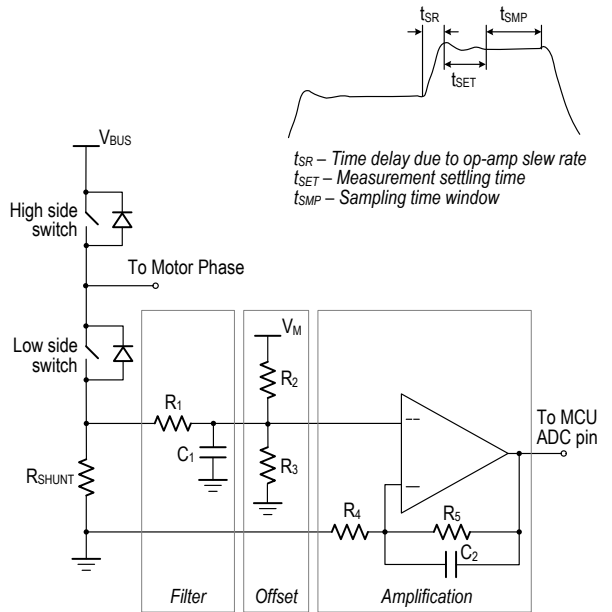 tSR
tSMP
tSET
tSR – Time delay due to op-amp slew rate
tSET – Measurement settling time
tSMP – Sampling time window
VBUS
High side
switch
To Motor Phase
Low side
switch
VM
R2
R1
C1
R3
RSHUNT
To MCU
ADC pin
R4
R5
C2
Filter
Offset
Amplification